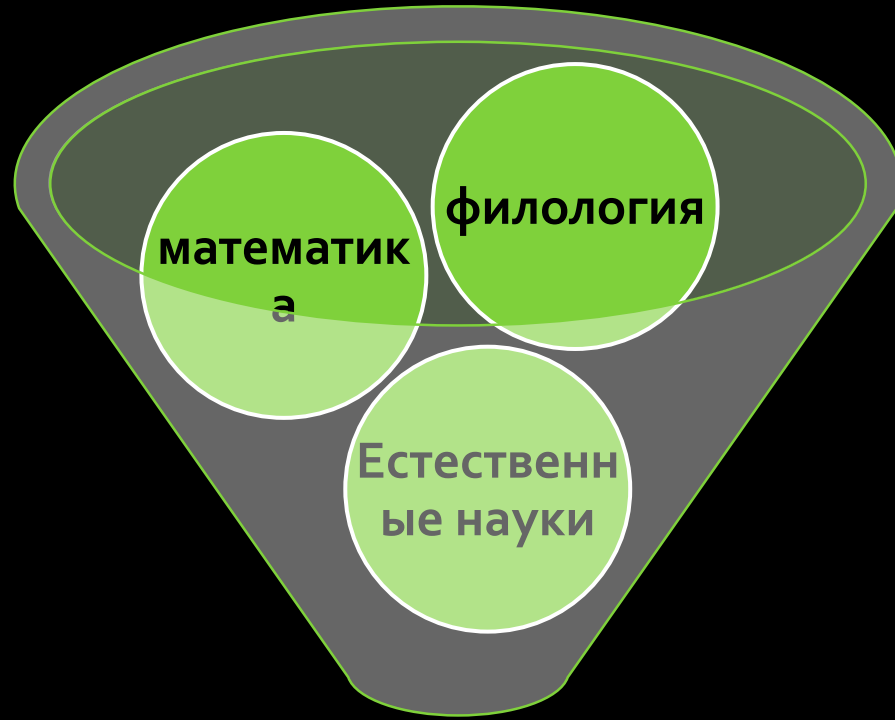 филология
математик
а
Естественн
ые науки